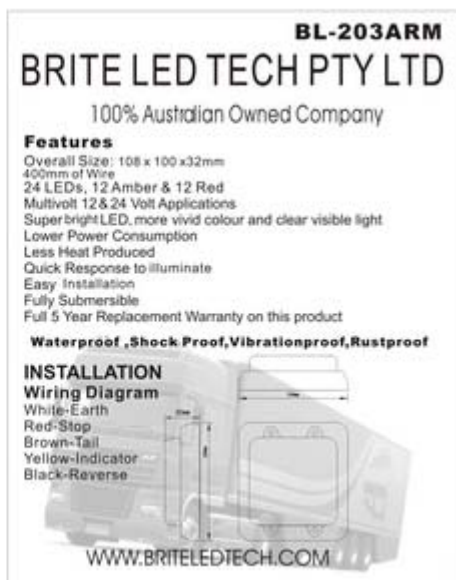 BL-203ARM
BRITE LED TECH PTY LTD
100% Australian Owned Company
Features
Overall Size: 108 x 100 x32mm
400mm of Wire
24 LEDs, 12 Amber & 12 Red
Multivolt 12& 24 Volt Applications
Super bright LED, more vivid colour and clear visible light
Lower Power Consumption
Less Heat Produced
Quick Response to illuminate
Easy Installation
Fully Submersible
Full 5 Year Replacement Warranty on this product
Waterproof ,Shock Proof,Vibrationproof,Rustproof
INSTALLATION
Wiring Diagram
White-Earth
Red-Stop
Brown-Tail
Yellow-Indicator
Black-Reverse
WWW.BRITELEDTECH.COM